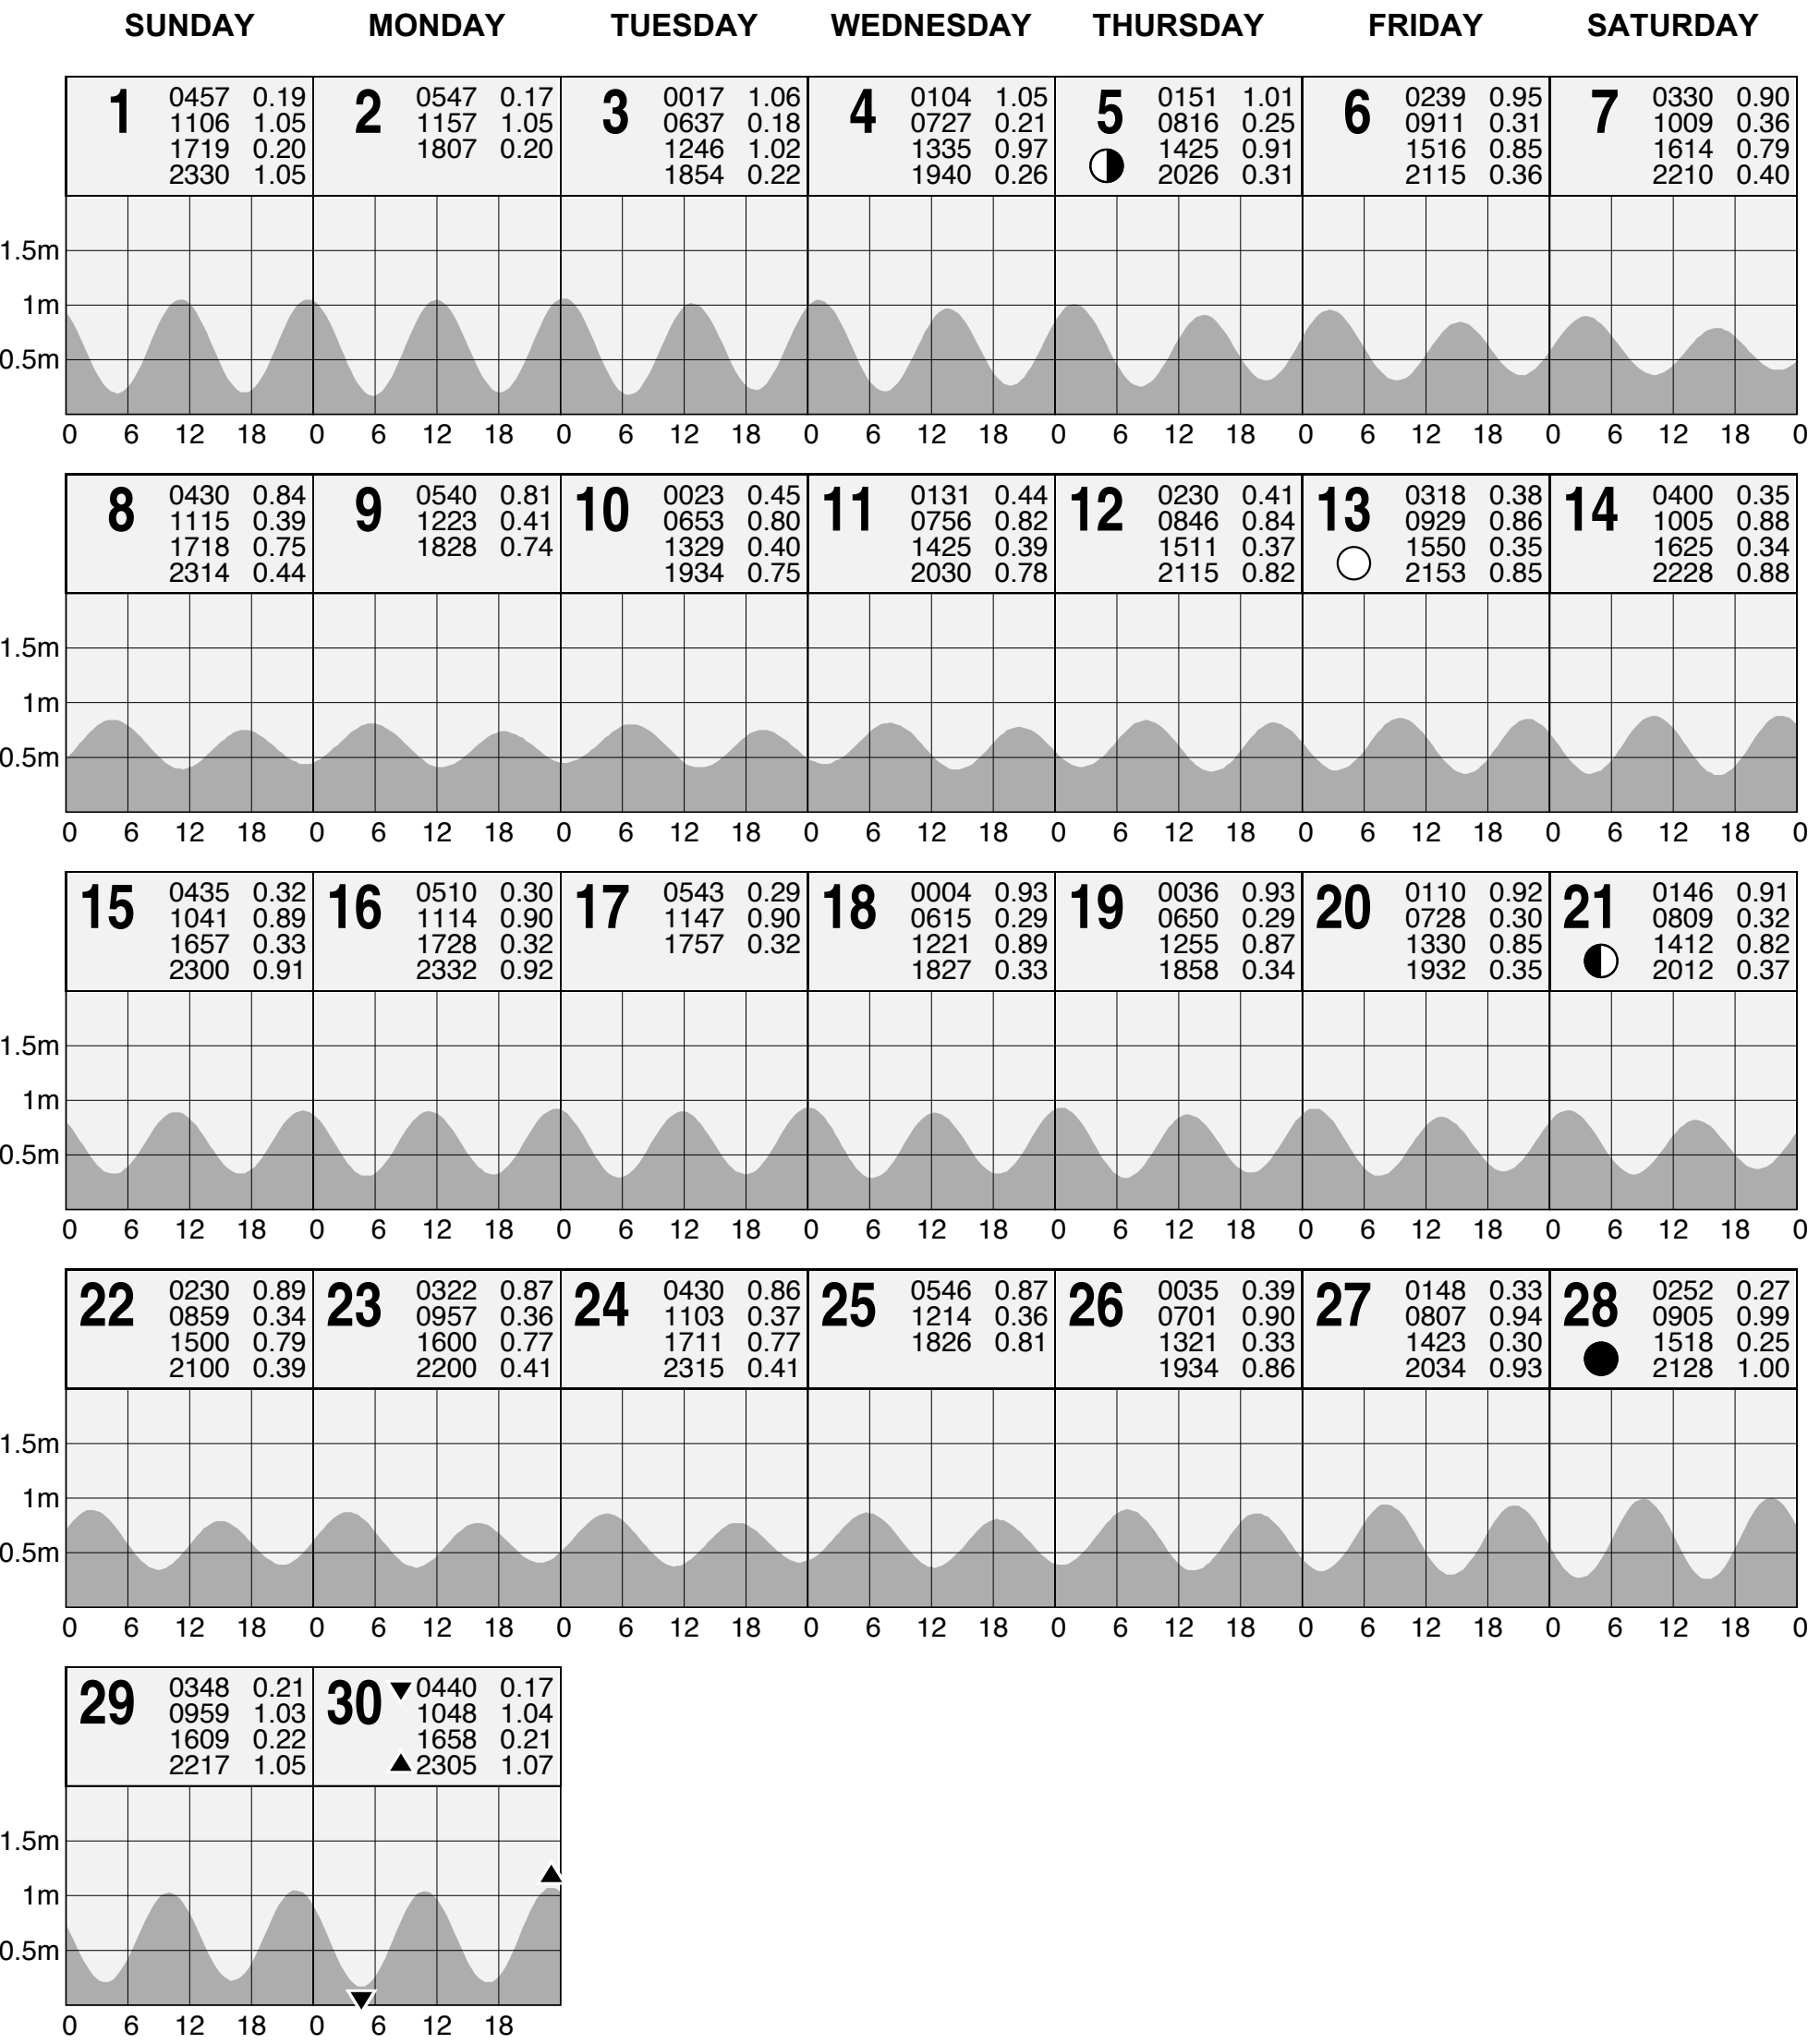 SUNDAY MONDAY TUESDAY WEDNESDAY THURSDAY FRIDAY SATURDAY
1 0457 0.19
1106 1.05
1719 0.20
2330 1.05
2 0547 0.17
1157 1.05
1807 0.20
3 0017 1.06
0637 0.18
1246 1.02
1854 0.22
4 0104 1.05
0727 0.21
1335 0.97
1940 0.26
5 0151 1.01
0816 0.25
1425 0.91
2026 0.31
6 0239 0.95
0911 0.31
1516 0.85
2115 0.36
7 0330 0.90
1009 0.36
1614 0.79
2210 0.40
1.5m
1m
0.5m
0 6 12 18 0 6 12 18 0 6 12 18 0 6 12 18 0 6 12 18 0 6 12 18 0 6 12 18 0
8 0430 0.84
1115 0.39
1718 0.75
2314 0.44
9 0540 0.81
1223 0.41
1828 0.74
10 0023 0.45
0653 0.80
1329 0.40
1934 0.75
11 0131 0.44
0756 0.82
1425 0.39
2030 0.78
12 0230 0.41
0846 0.84
1511 0.37
2115 0.82
13 0318 0.38
0929 0.86
1550 0.35
2153 0.85
14 0400 0.35
1005 0.88
1625 0.34
2228 0.88
1.5m
1m
0.5m
0 6 12 18 0 6 12 18 0 6 12 18 0 6 12 18 0 6 12 18 0 6 12 18 0 6 12 18 0
15 0435 0.32
1041 0.89
1657 0.33
2300 0.91
16 0510 0.30
1114 0.90
1728 0.32
2332 0.92
17 0543 0.29
1147 0.90
1757 0.32
18 0004 0.93
0615 0.29
1221 0.89
1827 0.33
19 0036 0.93
0650 0.29
1255 0.87
1858 0.34
20 0110 0.92
0728 0.30
1330 0.85
1932 0.35
21 0146 0.91
0809 0.32
1412 0.82
2012 0.37
1.5m
1m
0.5m
0 6 12 18 0 6 12 18 0 6 12 18 0 6 12 18 0 6 12 18 0 6 12 18 0 6 12 18 0
22 0230 0.89
0859 0.34
1500 0.79
2100 0.39
23 0322 0.87
0957 0.36
1600 0.77
2200 0.41
24 0430 0.86
1103 0.37
1711 0.77
2315 0.41
25 0546 0.87
1214 0.36
1826 0.81
26 0035 0.39
0701 0.90
1321 0.33
1934 0.86
27 0148 0.33
0807 0.94
1423 0.30
2034 0.93
28 0252 0.27
0905 0.99
1518 0.25
2128 1.00
1.5m
1m
0.5m
0 6 12 18 0 6 12 18 0 6 12 18 0 6 12 18 0 6 12 18 0 6 12 18 0 6 12 18 0
29 0348 0.21
0959 1.03
1609 0.22
2217 1.05
30 0440 0.17
1048 1.04
1658 0.21
2305 1.07
1.5m
1m
0.5m
0 6 12 18 0 6 12 18